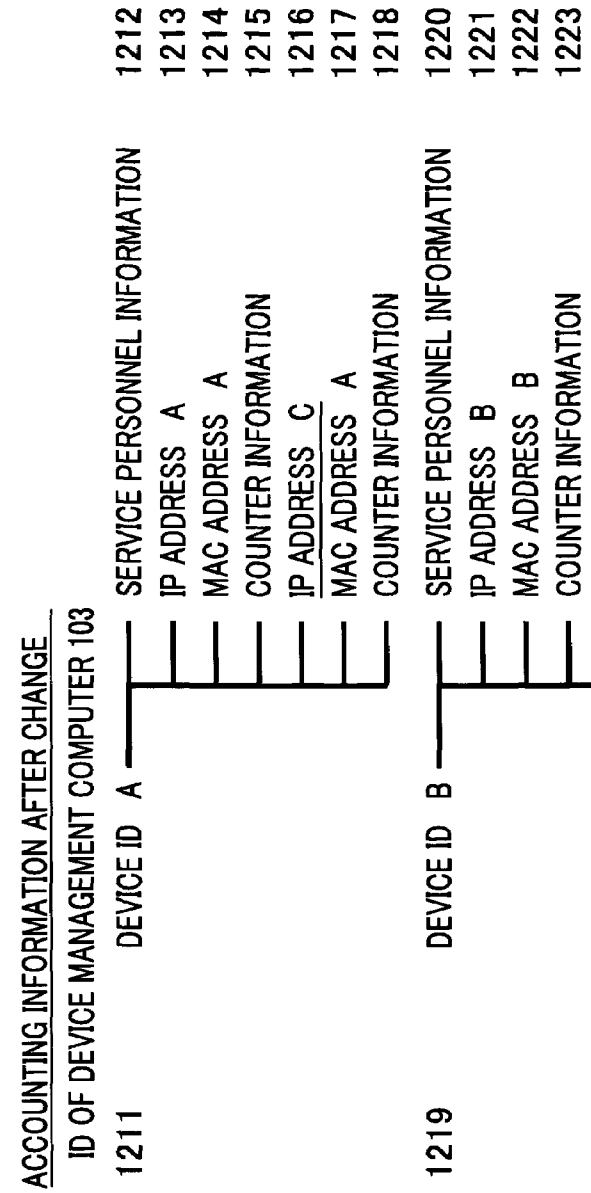 ACCOUNTING INFORMATION AFTER CHANGE
ID OF DEVICE MANAGEMENT COMPUTER 103
1211 DEVICE ID A SERVICE PERSONNEL INFORMATION 1212
IP ADDRESS A 1213
MAC ADDRESS A 1214
COUNTER INFORMATION 1215
IP ADDRESS C 1216
MAC ADDRESS A 1217
COUNTER INFORMATION 1218
1219 DEVICE ID B SERVICE PERSONNEL INFORMATION 1220
IP ADDRESS B 1221
MAC ADDRESS B 1222
COUNTER INFORMATION 1223